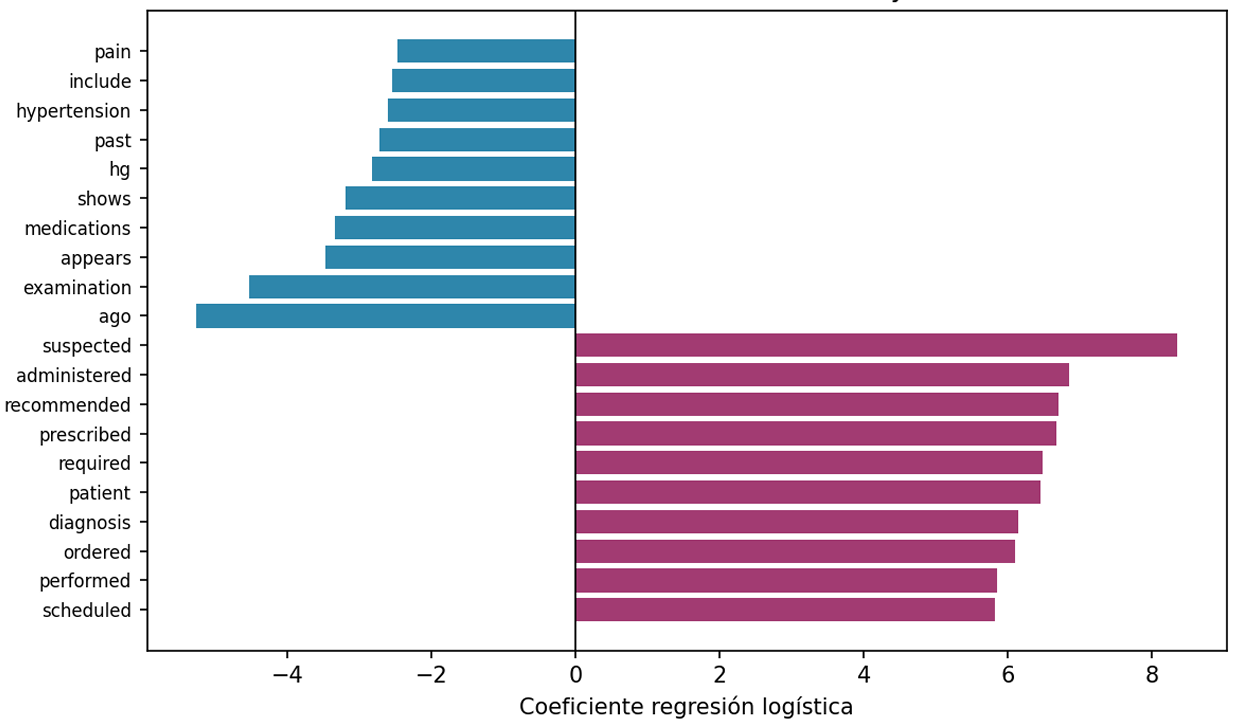 pain
include
hypertension
past
hg
shows
medications
appears
examination
ago
suspected
administered
recommended
prescribed
required
patient
diagnosis
ordered
performed
scheduled
−4 −2 0 2 4 6 8
Coeficiente regresión logística